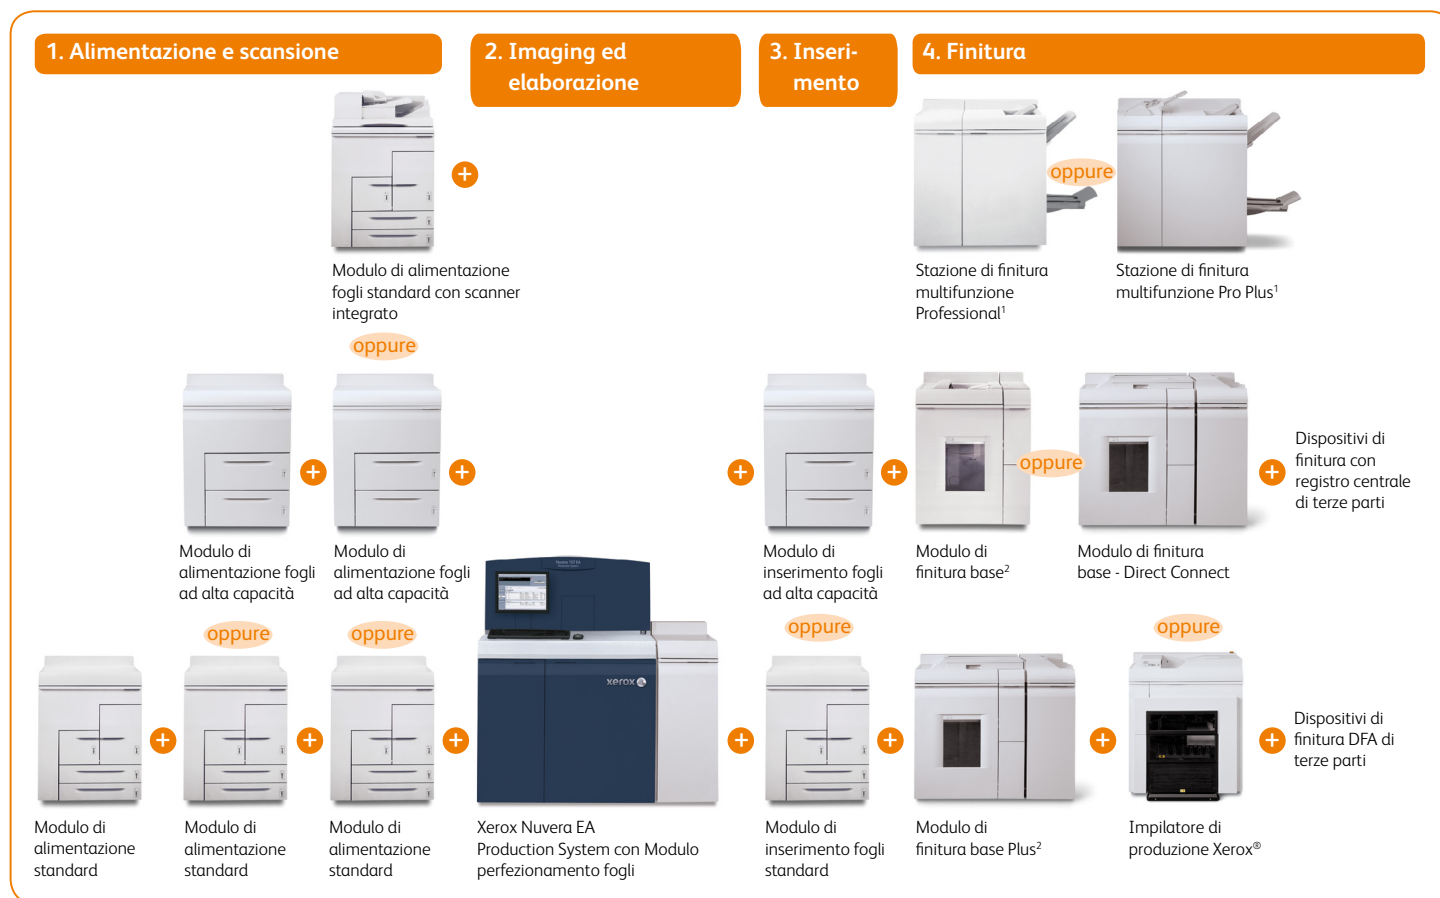 1. Alimentazione e scansione
2. Imaging ed
elaborazione
3. Inseri-
mento
4. Finitura
oppure
Modulo di alimentazione
fogli standard con scanner
integrato
Stazione di finitura
multifunzione
Professional¹
Stazione di finitura
multifunzione Pro Plus¹
oppure
oppure
Dispositivi di
finitura con
registro centrale
di terze parti
Modulo di
alimentazione fogli
ad alta capacità
Modulo di
alimentazione fogli
ad alta capacità
Modulo di
inserimento fogli
ad alta capacità
Modulo di
finitura base²
Modulo di finitura
base - Direct Connect
oppure
oppure
oppure
oppure
xerox
Dispositivi di
finitura DFA di
terze parti
Modulo di
alimentazione
standard
Modulo di
alimentazione
standard
Modulo di
alimentazione
standard
Xerox Nuvera EA
Production System con Modulo
perfezionamento fogli
Modulo di
inserimento fogli
standard
Modulo di
finitura base Plus²
Impilatore di
produzione Xerox®